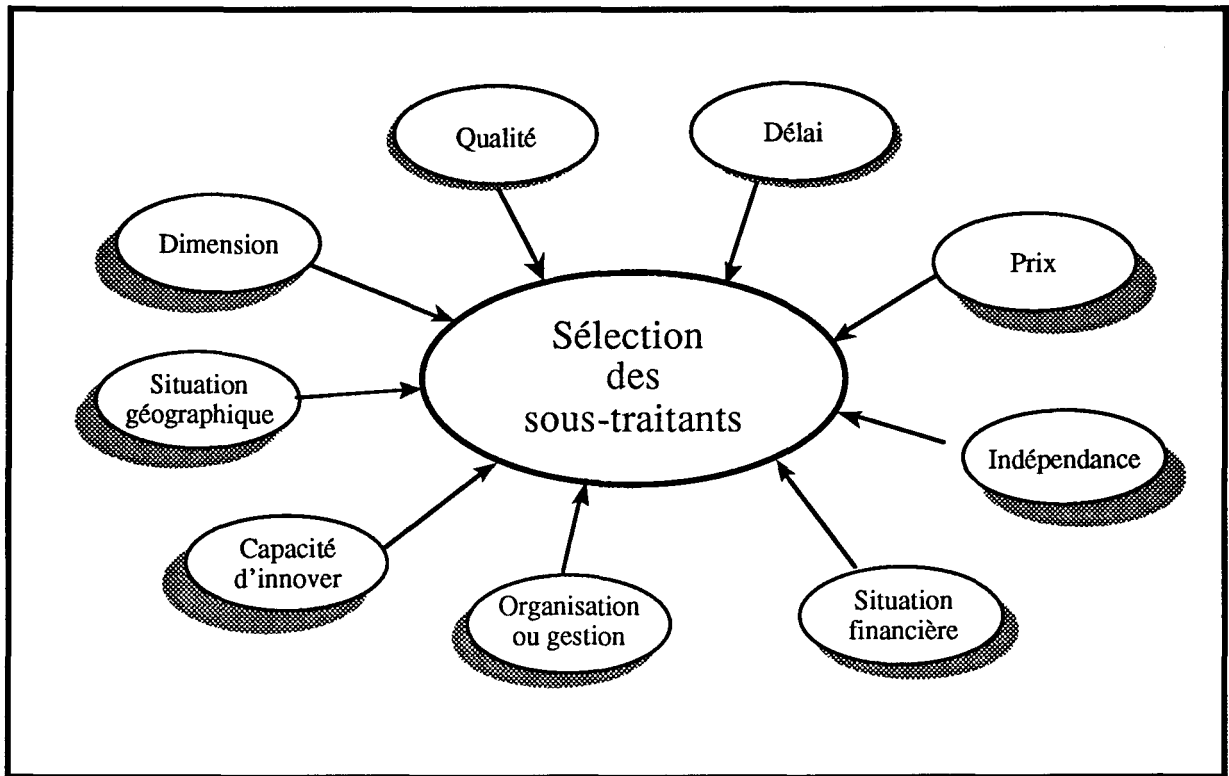 Qualité
Délai
Dimension
Prix
Sélection
des
sous-traitants
Situation
géographique
Indépendance
Capacité
d'innover
Organisation
ou gestion
Situation
financière